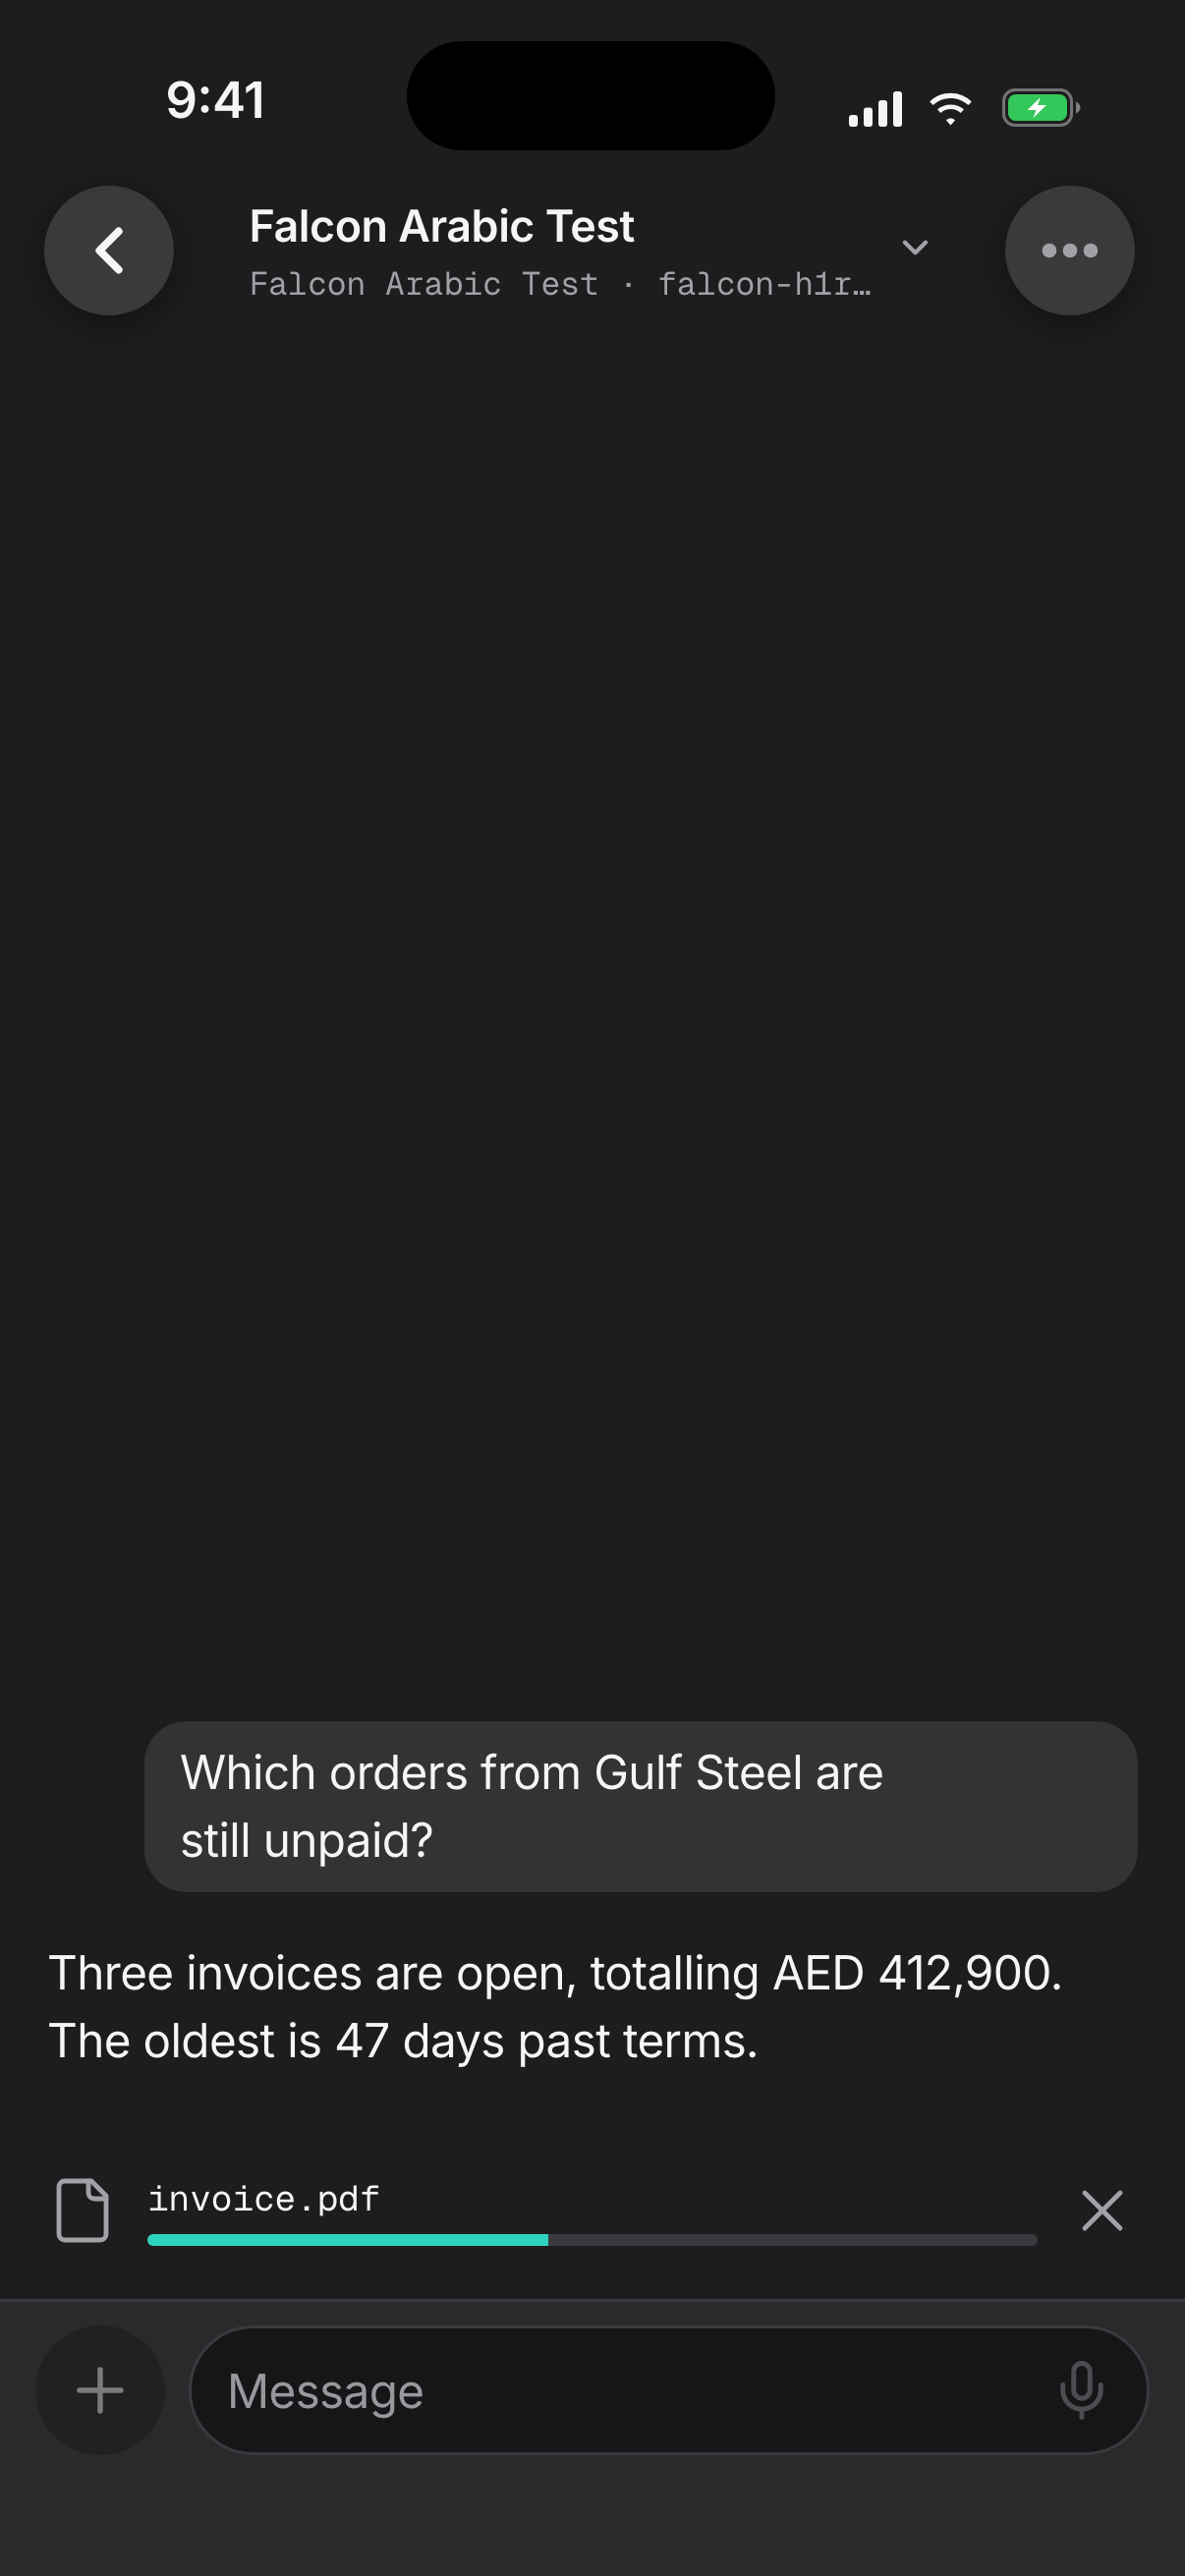 9:41
Falcon Arabic Test
Falcon Arabic Test · falcon-h1r…
Which orders from Gulf Steel are
still unpaid?
Three invoices are open, totalling AED 412,900.
The oldest is 47 days past terms.
invoice.pdf
Message